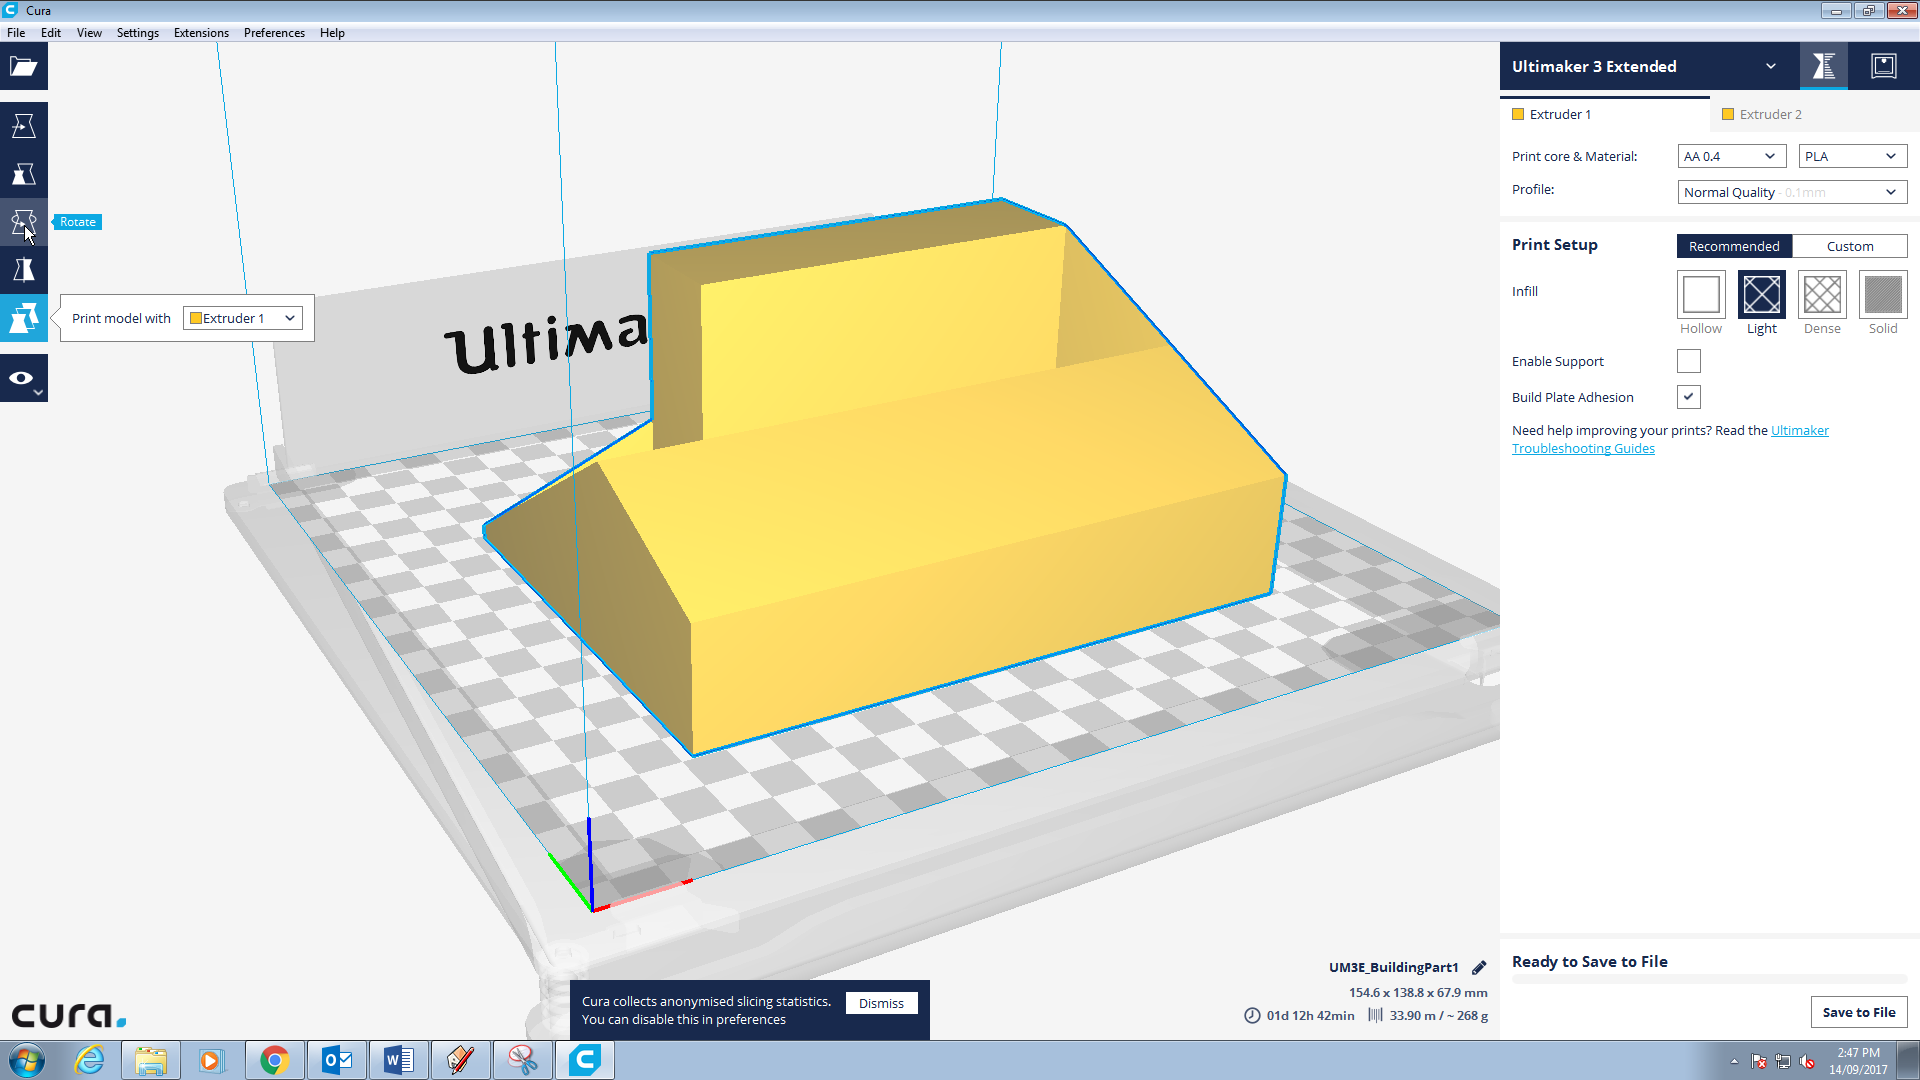 Cura
File Edit View Settings Extensions Preferences Help
Ultimaker 3 Extended
Extruder 1
Extruder 2
Print core & Material:
AA 0.4
PLA
Profile:
Normal Quality - 0.1mm
Rotate
Print Setup
Recommended
Custom
Infill
Hollow
Light
Dense
Solid
Print model with
Extruder 1
Ultima
Enable Support
Build Plate Adhesion
Need help improving your prints? Read the Ultimaker
Troubleshooting Guides
UM3E_BuildingPart1
154.6 x 138.8 x 67.9 mm
01d 12h 42min
33.90 m / ~ 268 g
Ready to Save to File
Save to File
cura.
Cura collects anonymised slicing statistics.
You can disable this in preferences
Dismiss
2:47 PM
14/09/2017